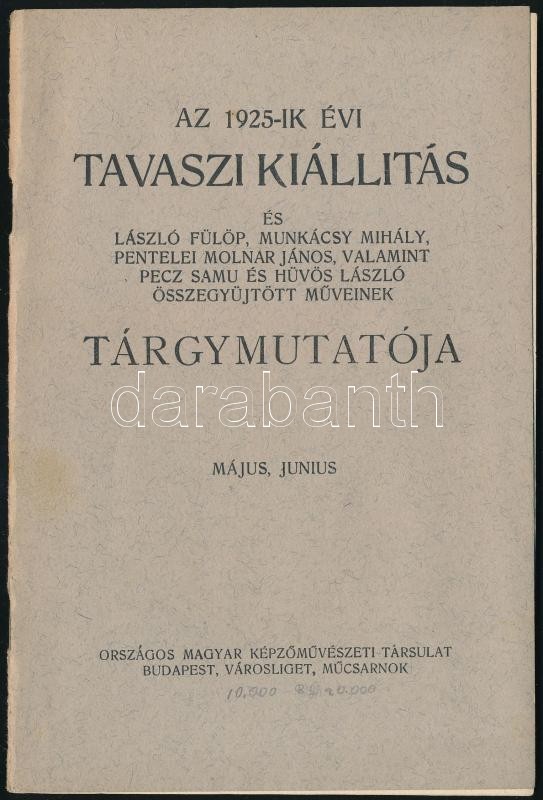 AZ 1925-IK ÉVI
TAVASZI KIÁLLITÁS
ÉS
LÁSZLÓ FÜLÖP, MUNKÁCSY MIHÁLY,
PENTELEI MOLNAR JÁNOS, VALAMINT
PECZ SAMU ÉS HÜVÖS LÁSZLÓ
ÖSSZEGYÜJTÖTT MŰVEINEK
TÁRGYMUTATÓJA
darabanth
MÁJUS, JUNIUS
ORSZÁGOS MAGYAR KÉPZŐMŰVÉSZETI TÁRSULAT
BUDAPEST, VÁROSLIGET, MŰCSARNOK
10.000